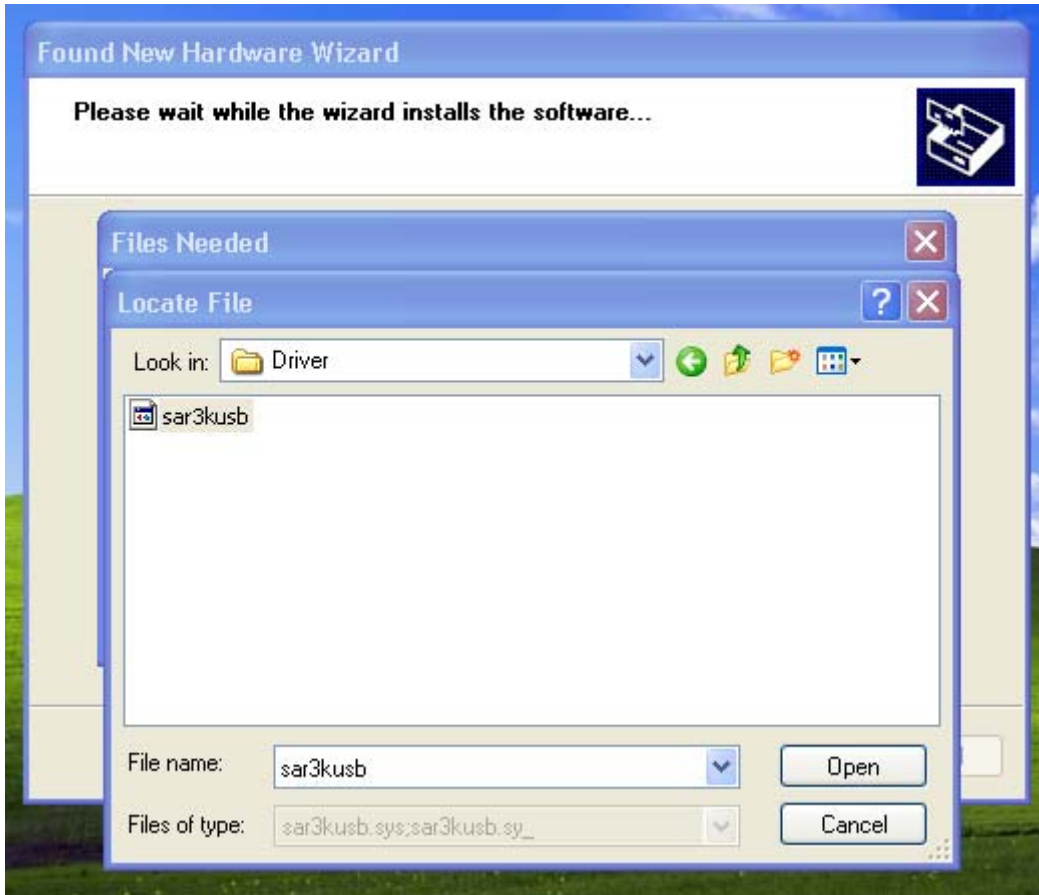 Found New Hardware Wizard
Please wait while the wizard installs the software...
Files Needed
Locate File
Look in: Driver
sar3kusb
File name: sar3kusb
Open
Files of type: sar3kusb.sys;sar3kusb.sy_
Cancel